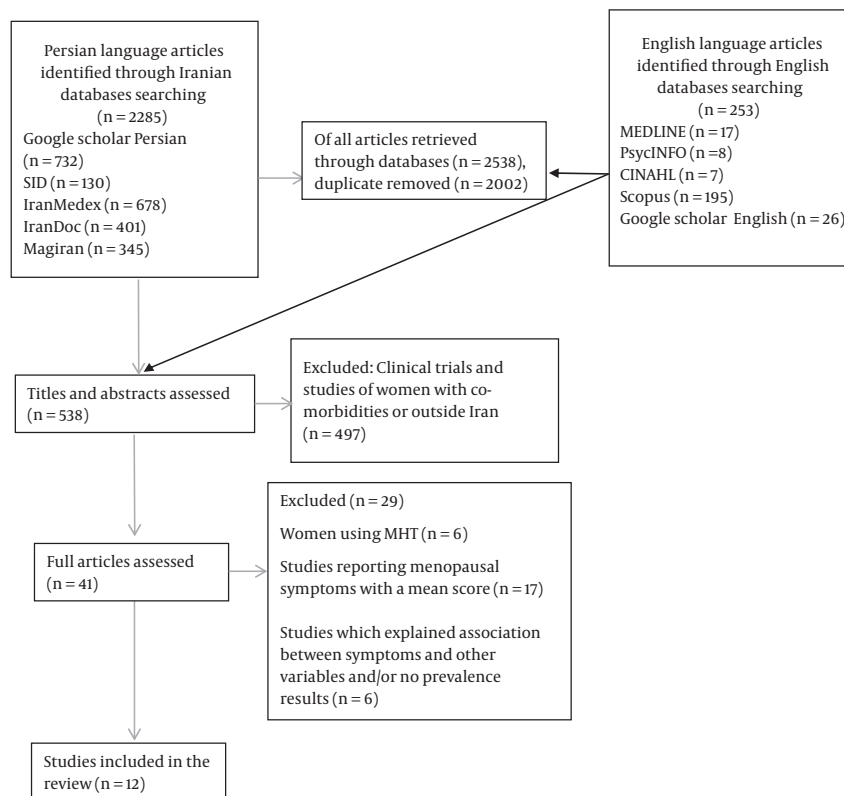 Persian language articles
identified through Iranian
databases searching
(n = 2285)
Google scholar Persian
(n = 732)
SID (n = 130)
IranMedex (n = 678)
IranDoc (n = 401)
Magiran (n = 345)
Of all articles retrieved
through databases (n = 2538),
duplicate removed (n = 2002)
English language articles
identified through English
databases searching
(n = 253)
MEDLINE (n = 17)
PsycINFO (n =8)
CINAHL (n = 7)
Scopus (n = 195)
Google scholar English (n = 26)
Titles and abstracts assessed
(n = 538)
Excluded: Clinical trials and
studies of women with co-
morbidities or outside Iran
(n = 497)
Full articles assessed
(n = 41)
Excluded (n = 29)
Women using MHT (n = 6)
Studies reporting menopausal
symptoms with a mean score (n = 17)
Studies which explained association
between symptoms and other
variables and/or no prevalence
results (n = 6)
Studies included in the
review (n = 12)